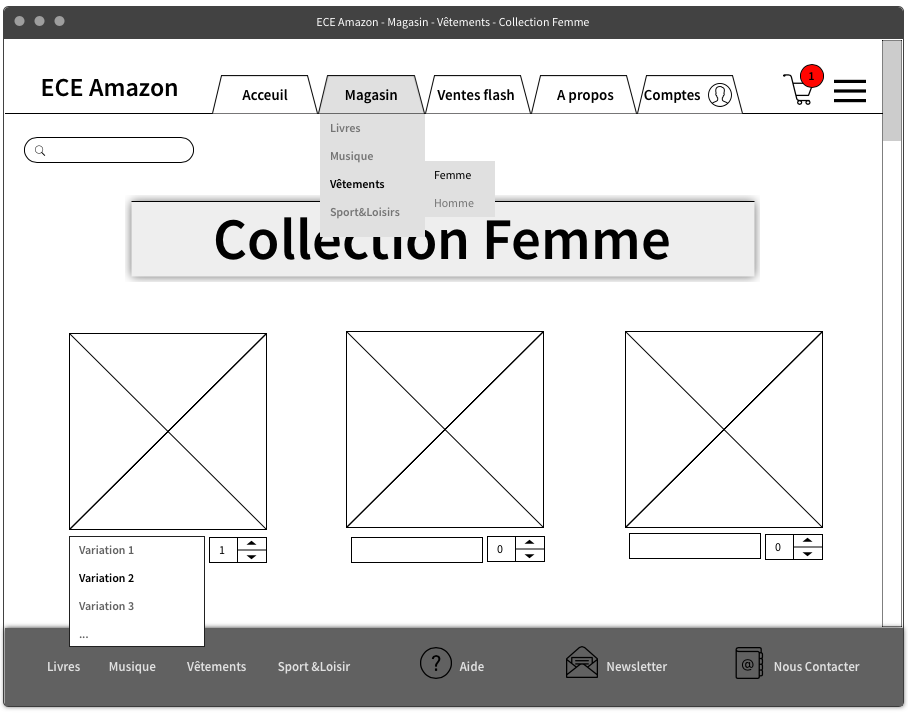 ECE Amazon - Magasin - Vêtements - Collection Femme
ECE Amazon
Acceuil
Magasin
Ventes flash
A propos
Comptes
1
Livres
Musique
Vêtements
Sport&Loisirs
Femme
Homme
Collection Femme
Variation 1
Variation 2
Variation 3
...
1
0
0
Livres
Musique
Vêtements
Sport &Loisir
? Aide
Newsletter
@ Nous Contacter